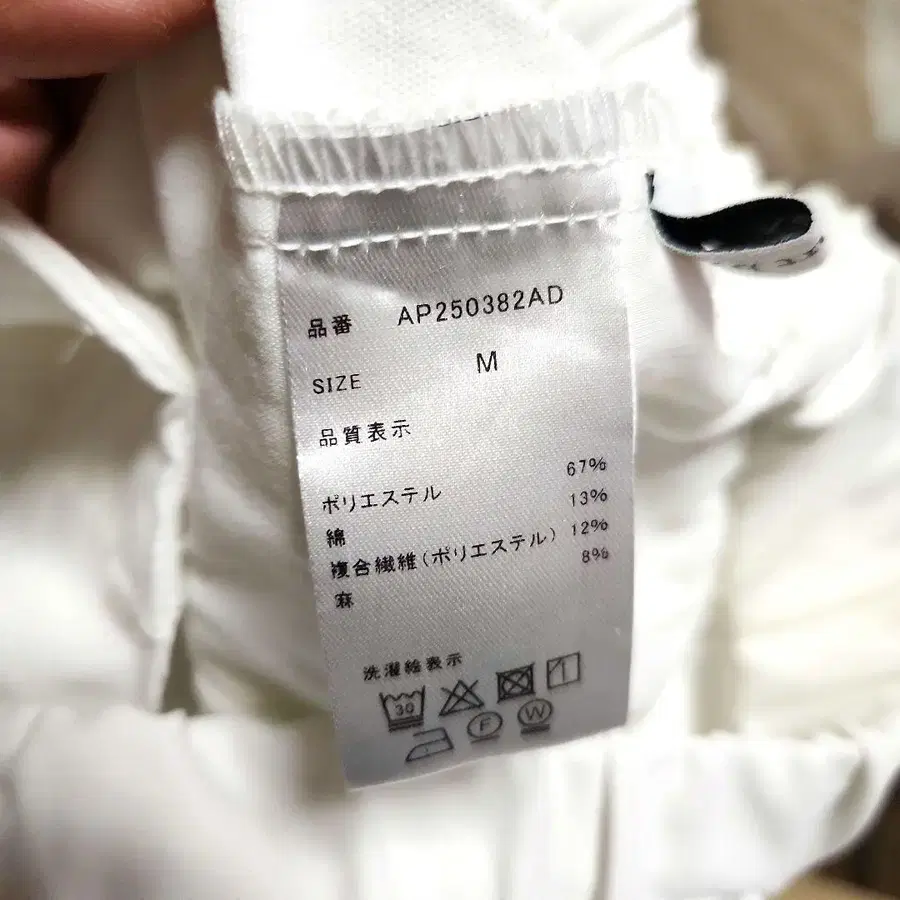 品番 AP250382AD
SIZE M
品質表示
ポリエステル 67%
綿 13%
複合繊維(ポリエステル) 12%
麻 8%
洗濯絵表示
30
F W